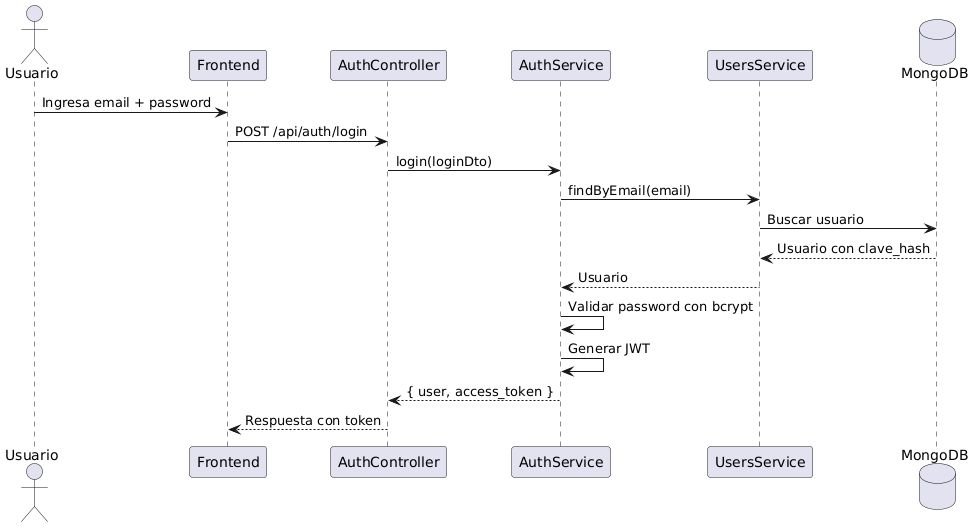 Usuario
Frontend
AuthController
AuthService
UsersService
MongoDB
Ingresa email + password
POST /api/auth/login
login(loginDto)
findByEmail(email)
Buscar usuario
Usuario con clave_hash
Usuario
Validar password con bcrypt
Generar JWT
{ user, access_token }
Respuesta con token
Usuario
Frontend
AuthController
AuthService
UsersService
MongoDB